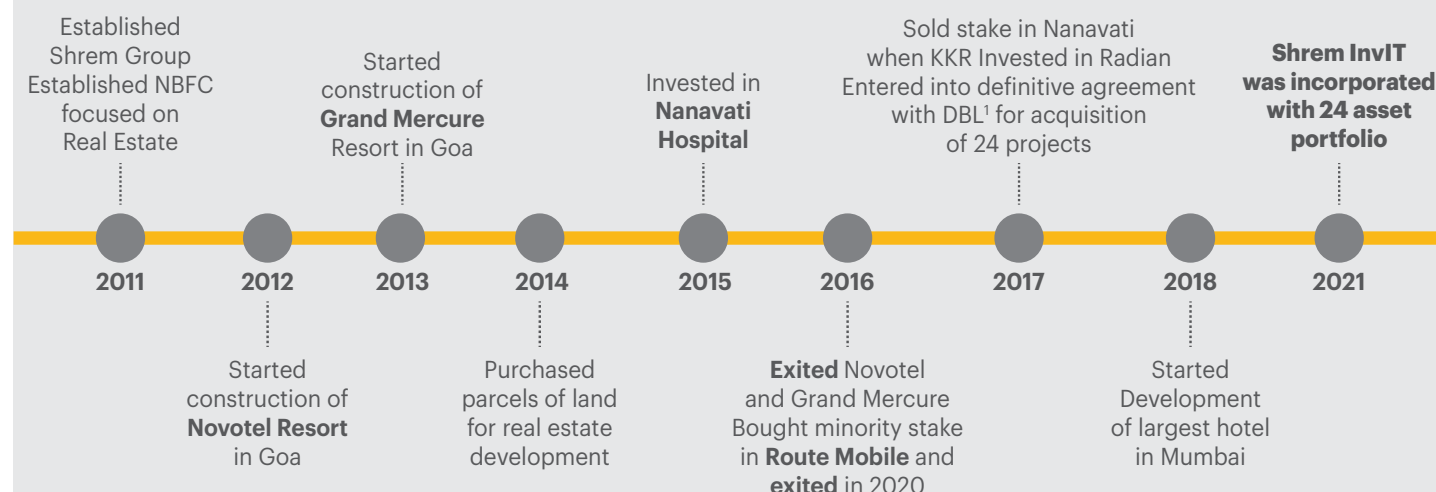 Established
Shrem Group
Established NBFC
focused on
Real Estate
Started
construction of
Grand Mercure
Resort in Goa
Invested in
Nanavati
Hospital
Sold stake in Nanavati
when KKR Invested in Radian
Entered into definitive agreement
with DBL¹ for acquisition
of 24 projects
Shrem InvIT
was incorporated
with 24 asset
portfolio
2011 2012 2013 2014 2015 2016 2017 2018 2021
Started
construction of
Novotel Resort
in Goa
Purchased
parcels of land
for real estate
development
Exited Novotel
and Grand Mercure
Bought minority stake
in Route Mobile and
exited in 2020
Started
Development
of largest hotel
in Mumbai